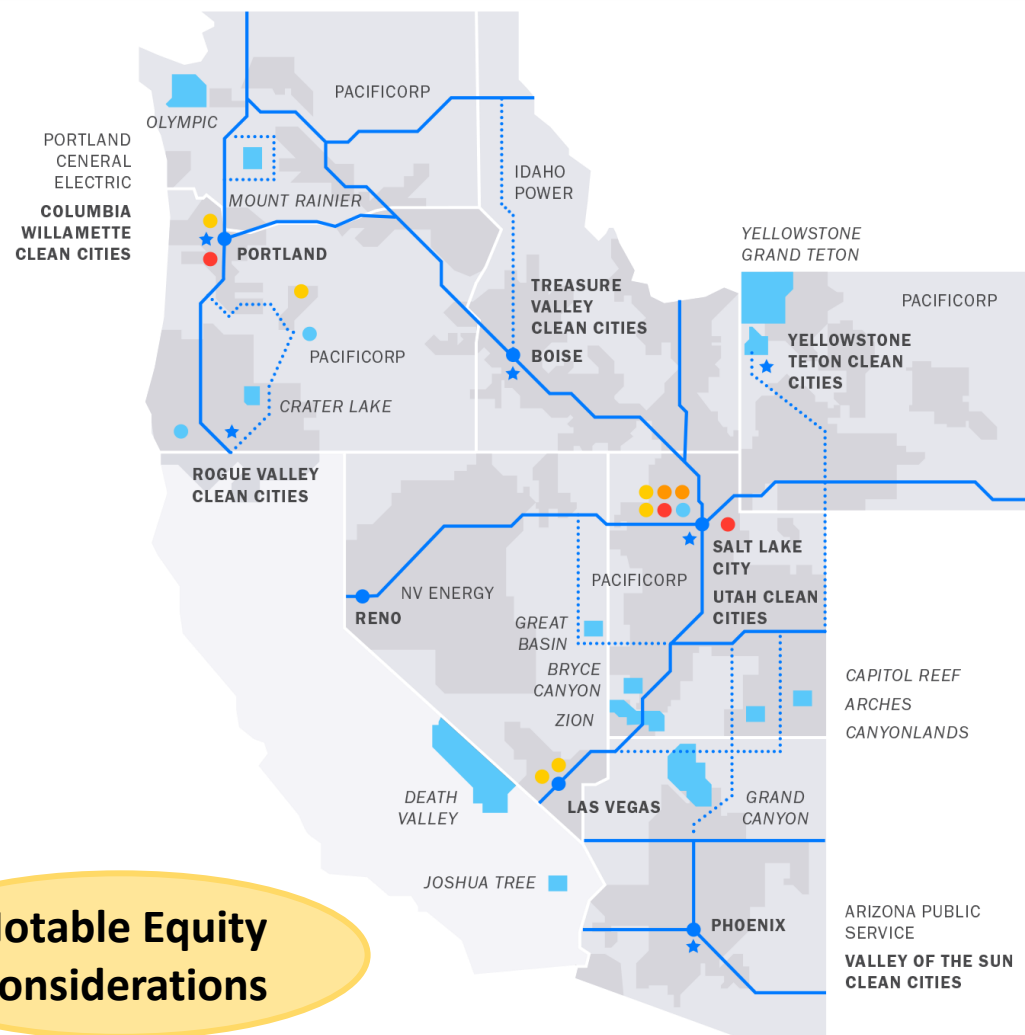 PACIFICORP
OLYMPIC
PORTLAND
CENTRAL
ELECTRIC
IDAHO
POWER
MOUNT RAINIER
COLUMBIA
WILLAMETTE
CLEAN CITIES
PORTLAND
YELLOWSTONE
GRAND TETON
TREASURE
VALLEY
CLEAN CITIES
BOISE
PACIFICORP
YELLOWSTONE
TETON CLEAN
CITIES
PACIFICORP
CRATER LAKE
ROGUE VALLEY
CLEAN CITIES
SALT LAKE
CITY
UTAH CLEAN
CITIES
PACIFICORP
NV ENERGY
RENO
GREAT
BASIN
BRYCE
CANYON
ZION
CAPITOL REEF
ARCHES
CANYONLANDS
DEATH
VALLEY
LAS VEGAS
GRAND
CANYON
JOSHUA TREE
PHOENIX
ARIZONA PUBLIC
SERVICE
VALLEY OF THE SUN
CLEAN CITIES
Equity